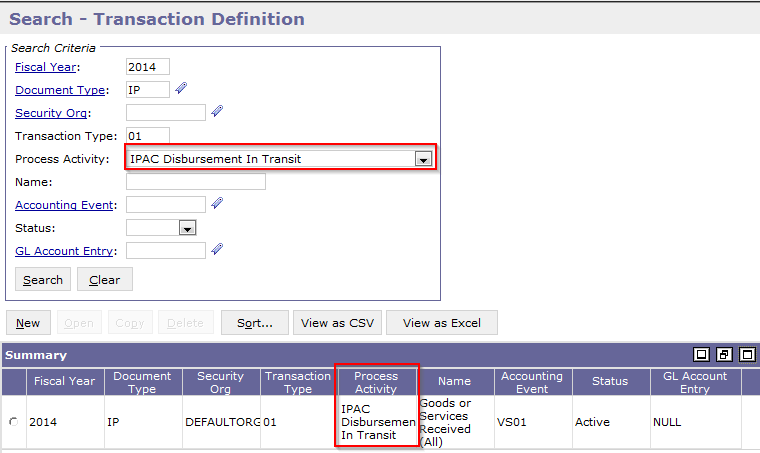 Search - Transaction Definition
Search Criteria
Fiscal Year: 2014
Document Type: IP
Security Org:
Transaction Type: 01
Process Activity: IPAC Disbursement In Transit
Name:
Accounting Event:
Status:
GL Account Entry:
Search Clear
New Open Copy Delete Sort... View as CSV View as Excel
Summary
Fiscal Year Document Type Security Org Transaction Type Process Activity Name Accounting Event Status GL Account Entry
2014 IP DEFAULTORG 01 IPAC Disbursemen In Transit Goods or Services Received (All) VS01 Active NULL